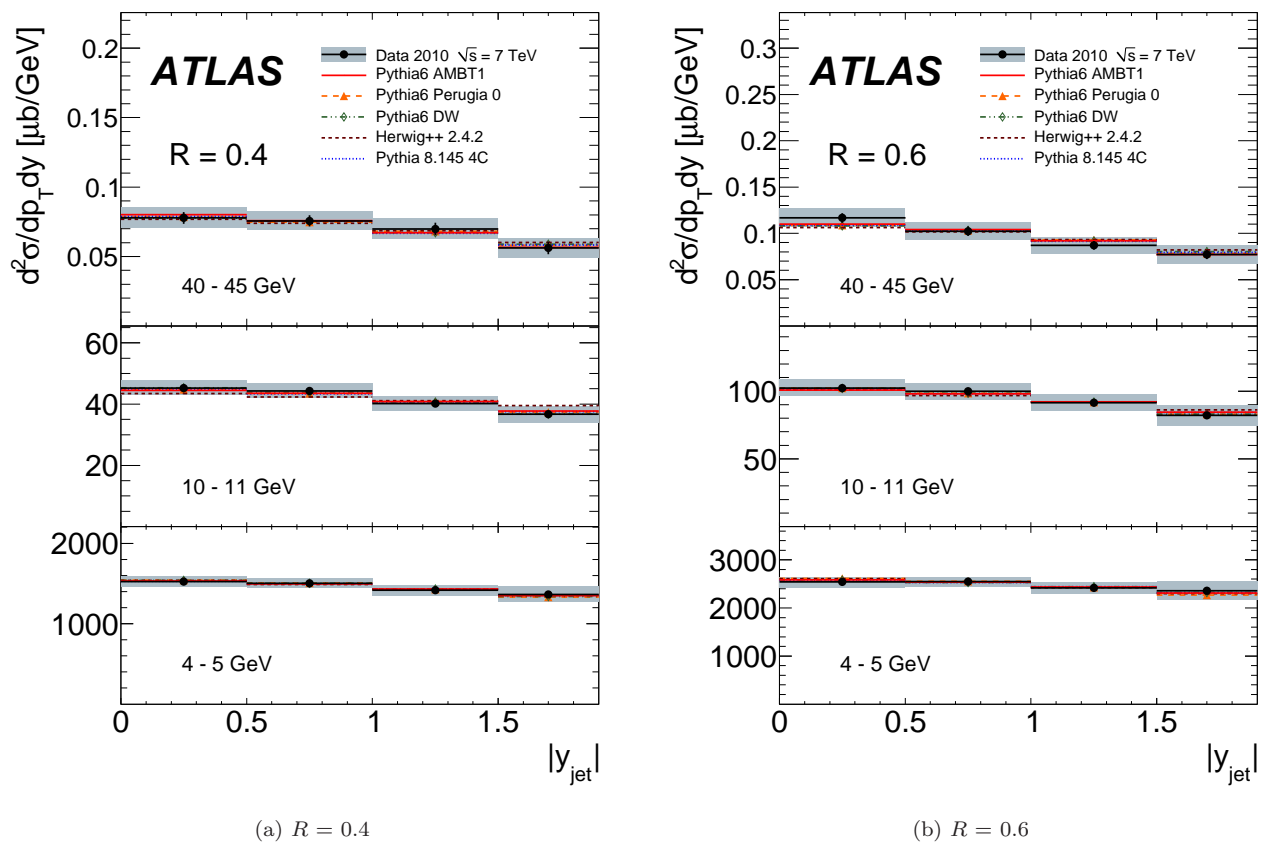 d²σ/dp_T dy [μb/GeV]
0.2
0.15
0.1
0.05
ATLAS
R = 0.4
Data 2010 √s = 7 TeV
Pythia6 AMBT1
Pythia6 Perugia 0
Pythia6 DW
Herwig++ 2.4.2
Pythia 8.145 4C
40 - 45 GeV
60
40
20
10 - 11 GeV
2000
1000
4 - 5 GeV
0 0.5 1 1.5
|y_jet|
(a) R = 0.4
d²σ/dp_T dy [μb/GeV]
0.3
0.25
0.2
0.15
0.1
0.05
ATLAS
R = 0.6
Data 2010 √s = 7 TeV
Pythia6 AMBT1
Pythia6 Perugia 0
Pythia6 DW
Herwig++ 2.4.2
Pythia 8.145 4C
40 - 45 GeV
100
50
10 - 11 GeV
3000
2000
1000
4 - 5 GeV
0 0.5 1 1.5
|y_jet|
(b) R = 0.6